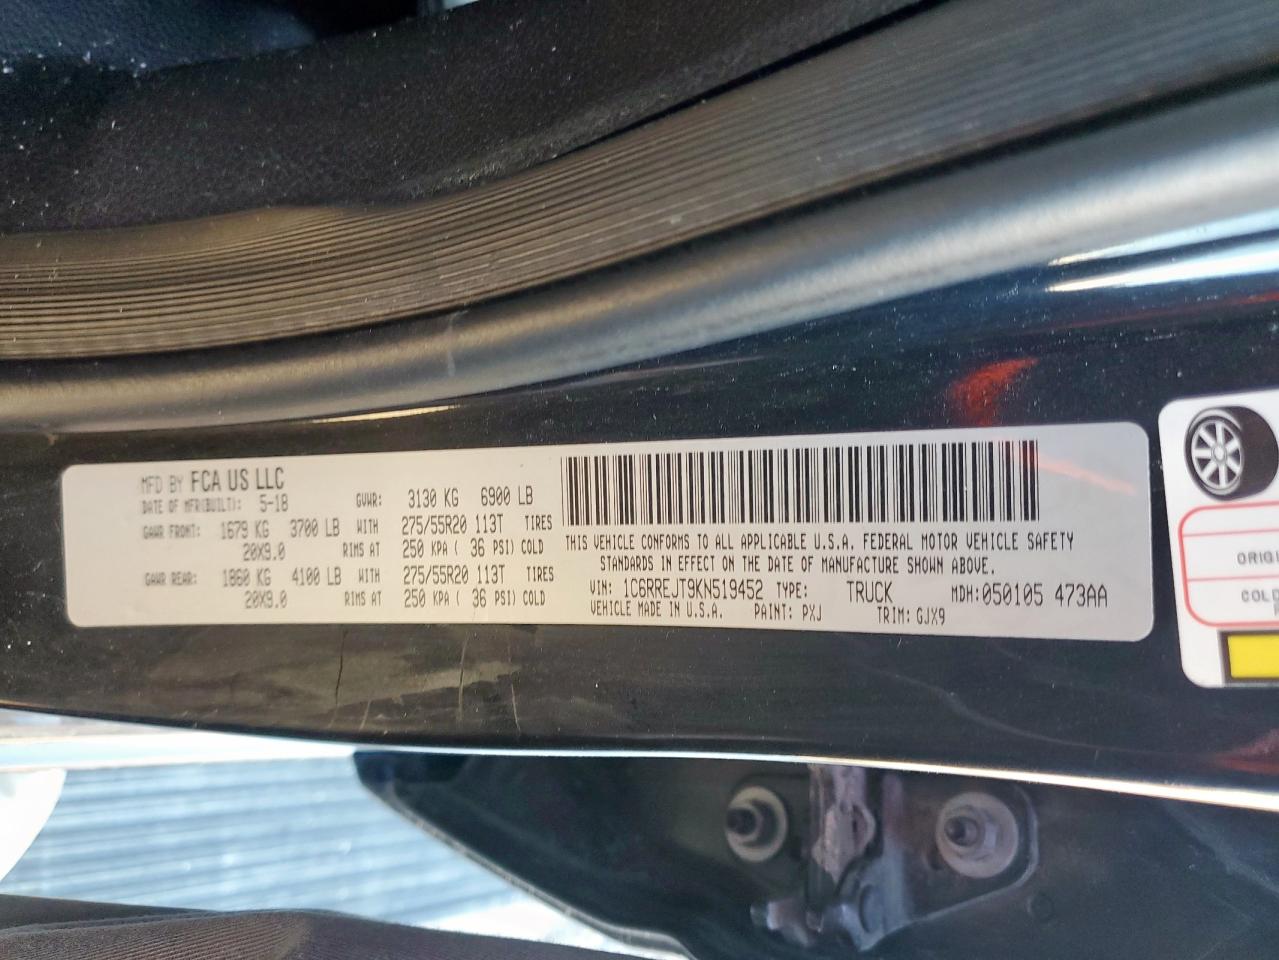 MFD BY FCA US LLC
DATE OF MFR(BUILT): 5-18 GVWR: 3130 KG 6900 LB
GAWR FRONT: 1679 KG 3700 LB WITH 275/55R20 113T TIRES
20X9.0 RIMS AT 250 KPA ( 36 PSI) COLD
GAWR REAR: 1860 KG 4100 LB WITH 275/55R20 113T TIRES
20X9.0 RIMS AT 250 KPA ( 36 PSI) COLD
THIS VEHICLE CONFORMS TO ALL APPLICABLE U.S.A. FEDERAL MOTOR VEHICLE SAFETY
STANDARDS IN EFFECT ON THE DATE OF MANUFACTURE SHOWN ABOVE.
VIN: 1C6RREJT9KN519452 TYPE: TRUCK MDH: 050105 473AA
VEHICLE MADE IN U.S.A. PAINT: PXJ TRIM: GJX9
ORIGI
COLD